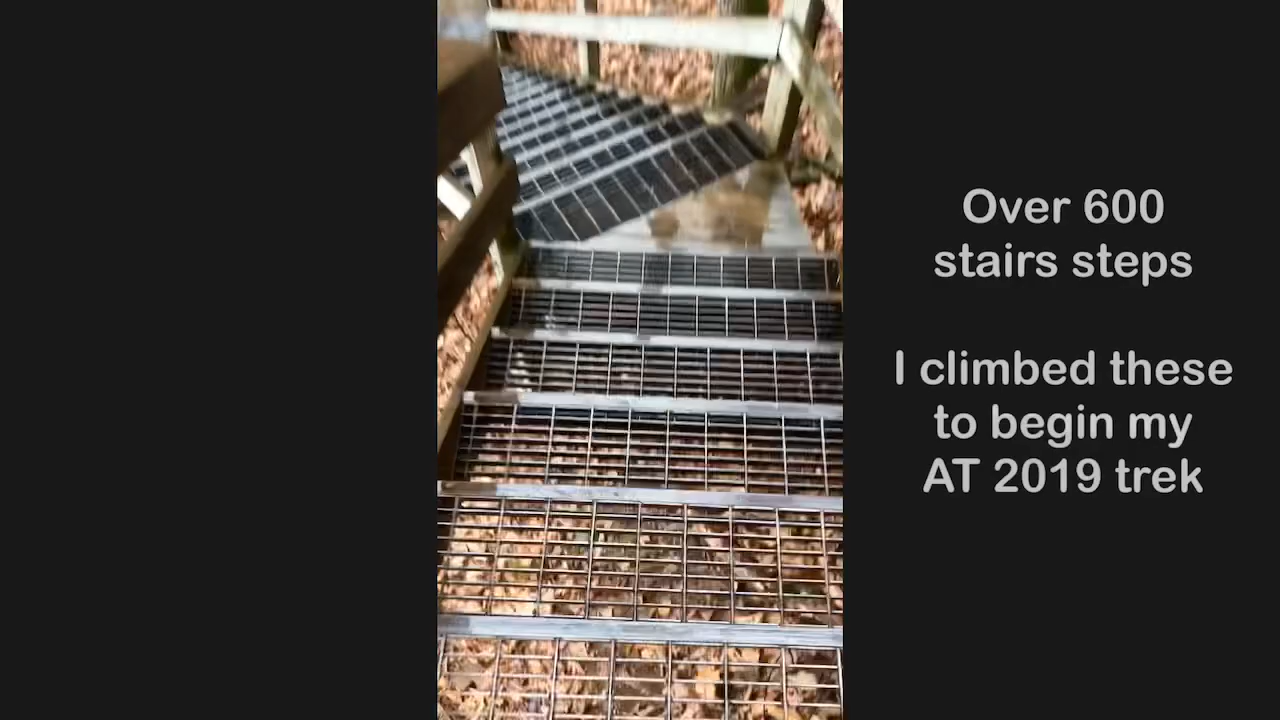 Over 600
stairs steps
I climbed these
to begin my
AT 2019 trek